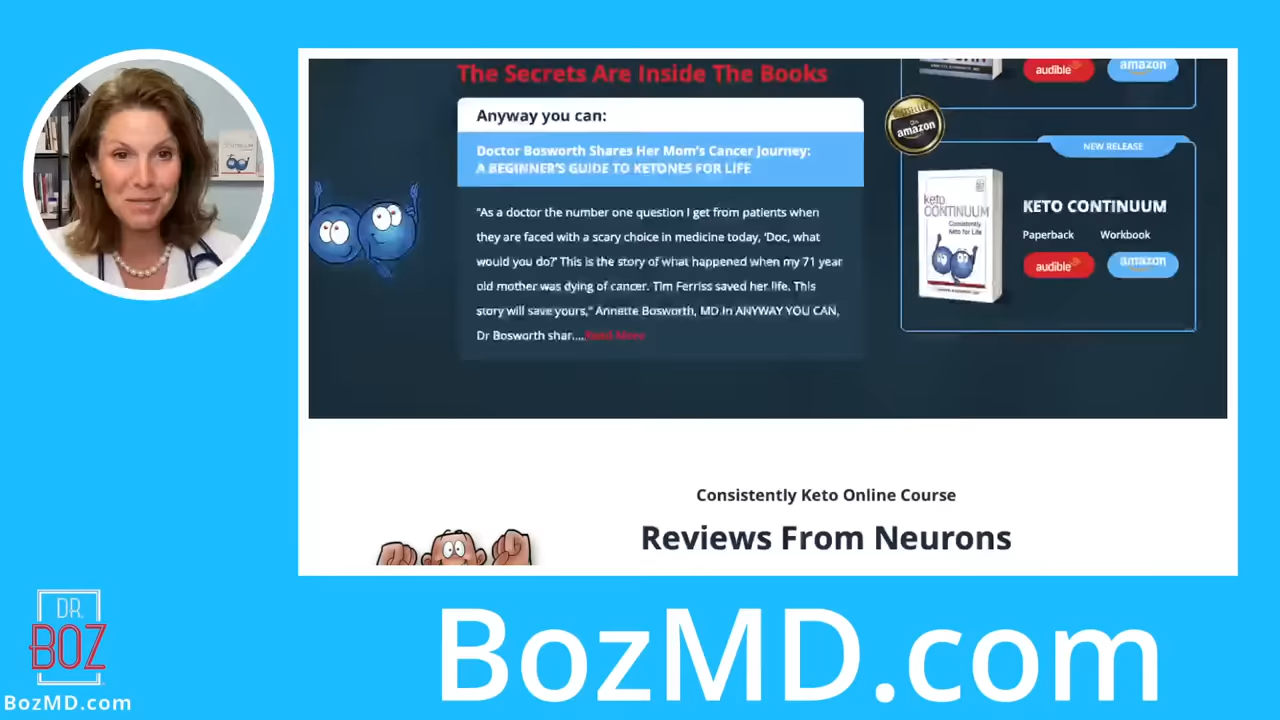 The Secrets Are Inside The Books
audible
amazon
Anyway you can:
Doctor Bosworth Shares Her Mom's Cancer Journey:
A BEGINNER'S GUIDE TO KETONES FOR LIFE
"As a doctor the number one question I get from patients when
they are faced with a scary choice in medicine today, 'Doc, what
would you do?' This is the story of what happened when my 71 year
old mother was dying of cancer. Tim Ferriss saved her life. This
story will save yours," Annette Bosworth, MD.In ANYWAY YOU CAN,
Dr Bosworth shar....Read More
amazon
NEW RELEASE
keto
CONTINUUM
Consistently
Keto for Life
KETO CONTINUUM
Paperback Workbook
audible
amazon
Consistently Keto Online Course
Reviews From Neurons
DR.
BOZ
BozMD.com
BozMD.com